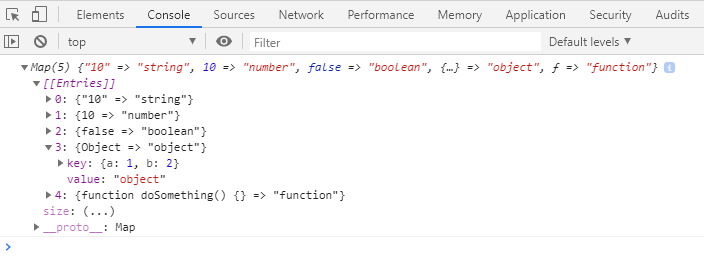 Elements Console Sources Network Performance Memory Application Security Audits
top Filter Default levels
Map(5) {"10" => "string", 10 => "number", false => "boolean", {…} => "object", ƒ => "function"} i
[[Entries]]
0: {"10" => "string"}
1: {10 => "number"}
2: {false => "boolean"}
3: {Object => "object"}
key: {a: 1, b: 2}
value: "object"
4: {function doSomething() {} => "function"}
size: (...)
__proto__: Map